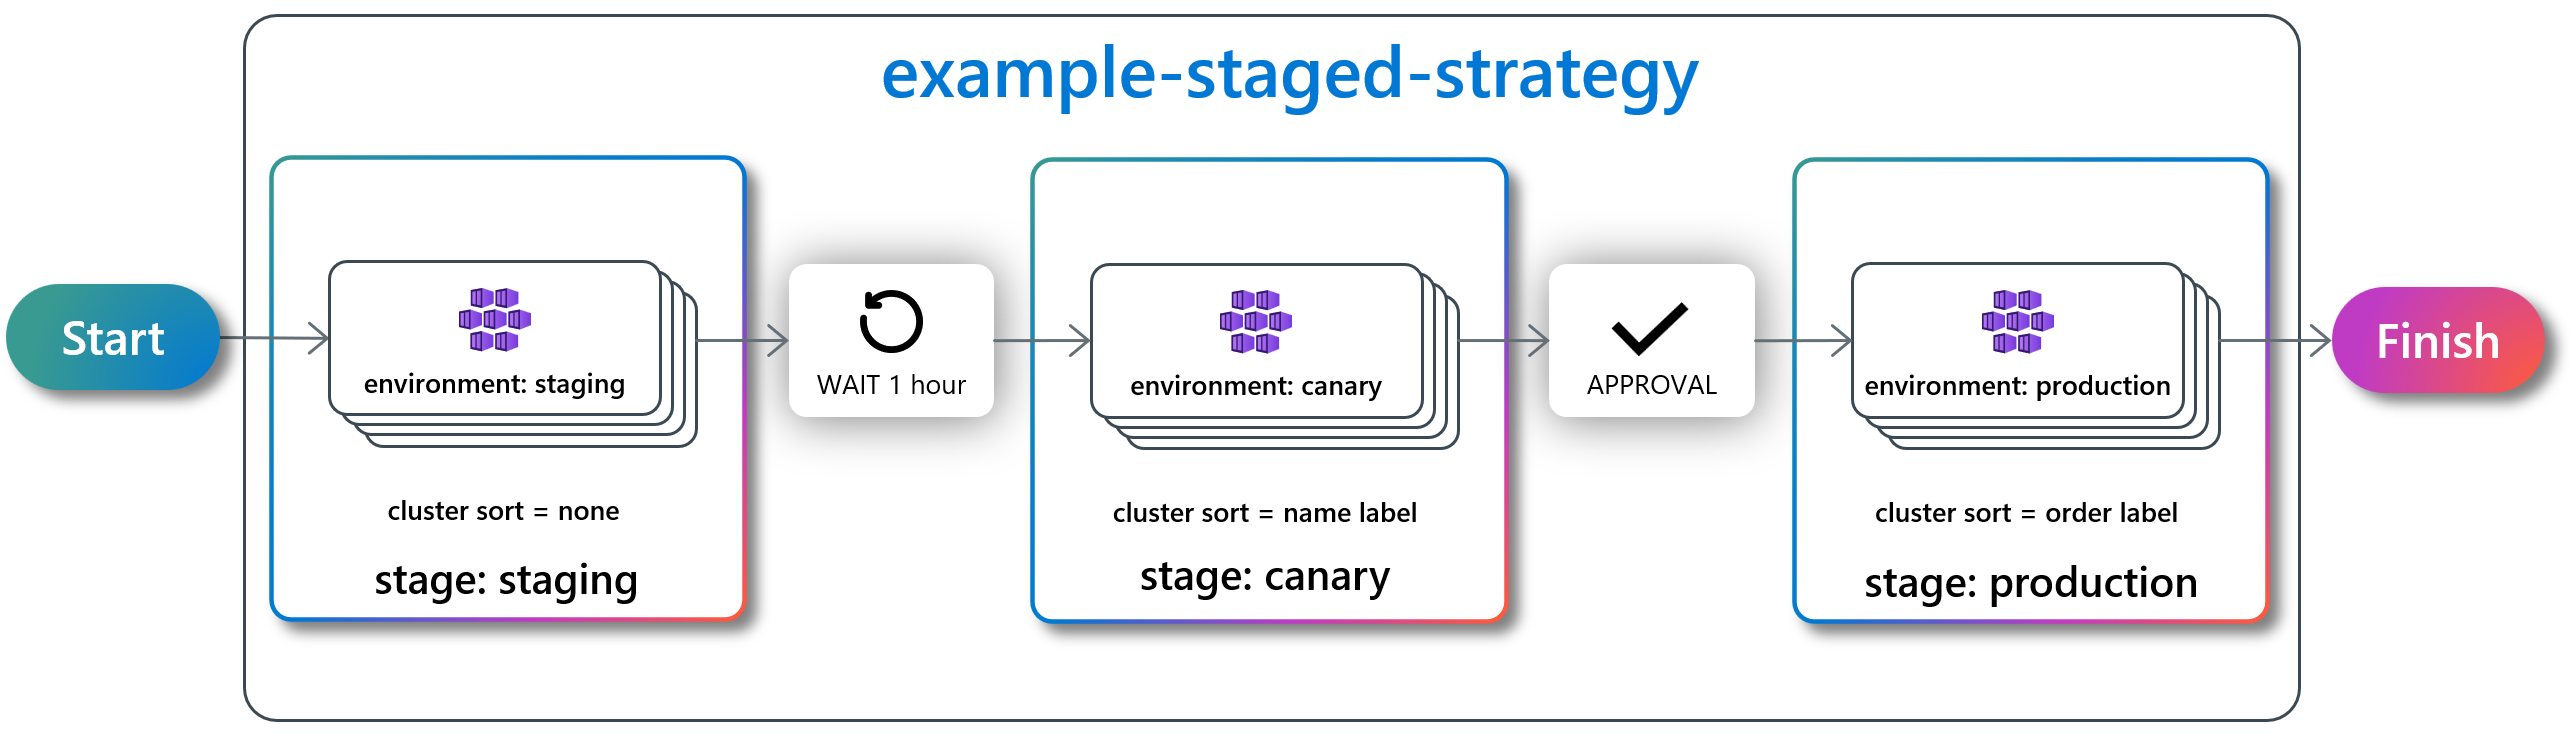 example-staged-strategy
Start
environment: staging
cluster sort = none
stage: staging
WAIT 1 hour
environment: canary
cluster sort = name label
stage: canary
APPROVAL
environment: production
cluster sort = order label
stage: production
Finish